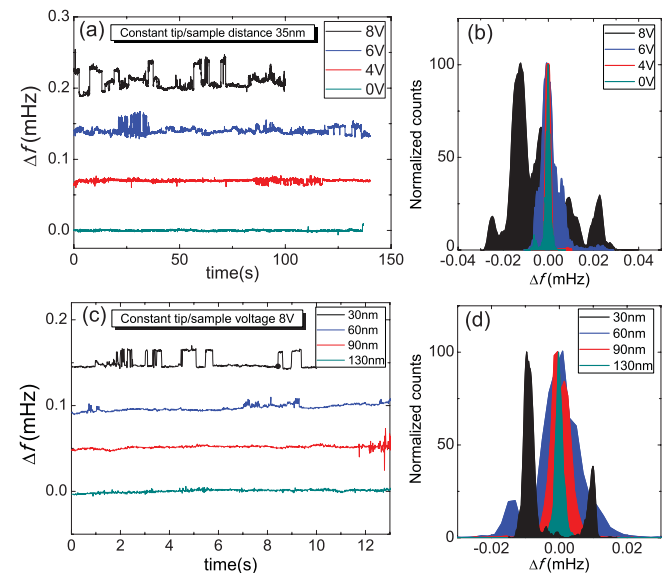 (a)
Constant tip/sample distance 35nm
8V
6V
4V
0V
Δf (mHz)
0.3
0.2
0.1
0.0
0
50
100
150
time(s)
(b)
8V
6V
4V
0V
Normalized counts
100
50
0
-0.04
-0.02
0.00
0.02
0.04
Δf (mHz)
(c)
Constant tip/sample voltage 8V
30nm
60nm
90nm
130nm
Δf (mHz)
0.2
0.1
0.0
0
2
4
6
8
10
12
time(s)
(d)
30nm
60nm
90nm
130nm
Normalized counts
100
50
0
-0.02
0.00
0.02
Δf (mHz)